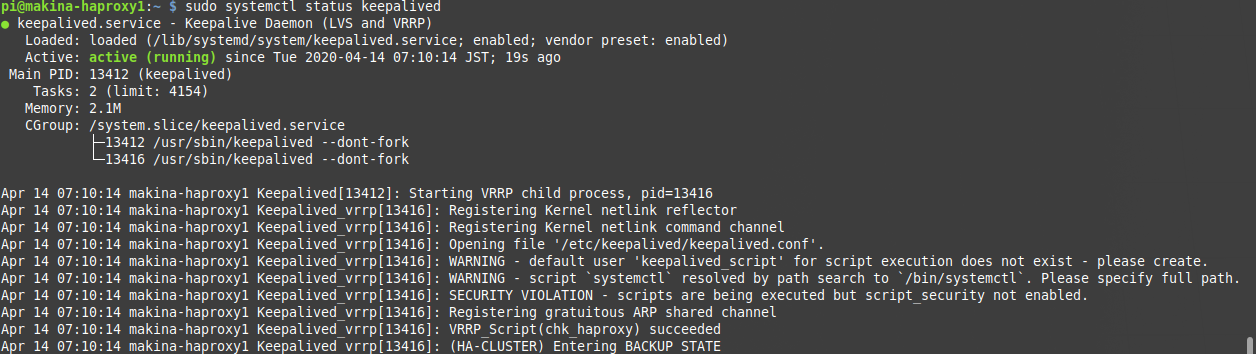 pi@makina-haproxy1:~ $ sudo systemctl status keepalived
● keepalived.service - Keepalive Daemon (LVS and VRRP)
   Loaded: loaded (/lib/systemd/system/keepalived.service; enabled; vendor preset: enabled)
   Active: active (running) since Tue 2020-04-14 07:10:14 JST; 19s ago
 Main PID: 13412 (keepalived)
    Tasks: 2 (limit: 4154)
   Memory: 2.1M
   CGroup: /system.slice/keepalived.service
           ├─13412 /usr/sbin/keepalived --dont-fork
           └─13416 /usr/sbin/keepalived --dont-fork

Apr 14 07:10:14 makina-haproxy1 Keepalived[13412]: Starting VRRP child process, pid=13416
Apr 14 07:10:14 makina-haproxy1 Keepalived_vrrp[13416]: Registering Kernel netlink reflector
Apr 14 07:10:14 makina-haproxy1 Keepalived_vrrp[13416]: Registering Kernel netlink command channel
Apr 14 07:10:14 makina-haproxy1 Keepalived_vrrp[13416]: Opening file '/etc/keepalived/keepalived.conf'.
Apr 14 07:10:14 makina-haproxy1 Keepalived_vrrp[13416]: WARNING - default user 'keepalived_script' for script execution does not exist - please create.
Apr 14 07:10:14 makina-haproxy1 Keepalived_vrrp[13416]: WARNING - script `systemctl` resolved by path search to `/bin/systemctl`. Please specify full path.
Apr 14 07:10:14 makina-haproxy1 Keepalived_vrrp[13416]: SECURITY VIOLATION - scripts are being executed but script_security not enabled.
Apr 14 07:10:14 makina-haproxy1 Keepalived_vrrp[13416]: Registering gratuitous ARP shared channel
Apr 14 07:10:14 makina-haproxy1 Keepalived_vrrp[13416]: VRRP_Script(chk_haproxy) succeeded
Apr 14 07:10:14 makina-haproxy1 Keepalived_vrrp[13416]: (HA-CLUSTER) Entering BACKUP STATE